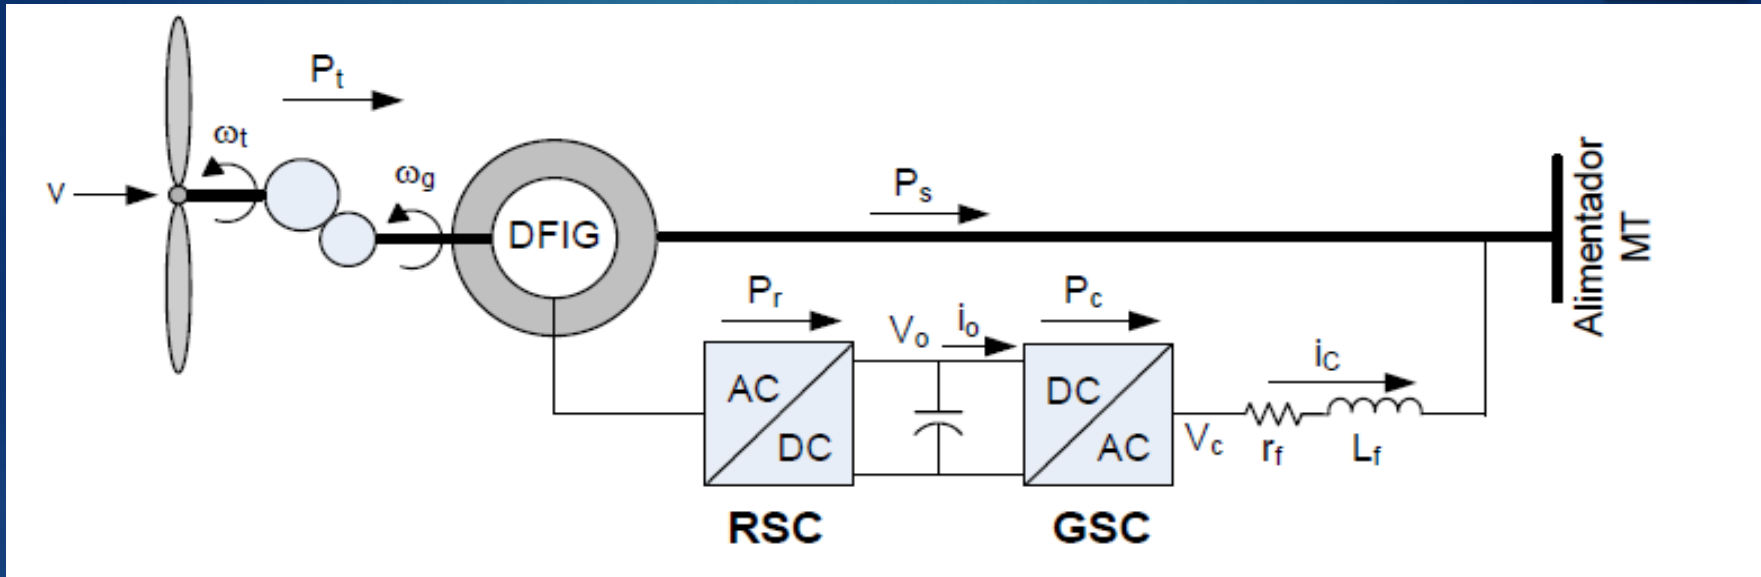 Pt
ωt
V
ωg
DFIG
Ps
Alimentador
MT
Pr
Vo
io
Pc
AC
DC
DC
AC
Vc
rf
Lf
iC
RSC
GSC